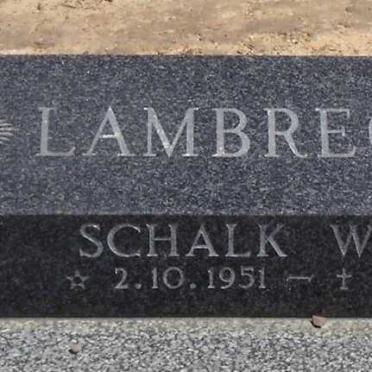 LAMBRE
SCHALK W
☆ 2.10.1951 — ✝